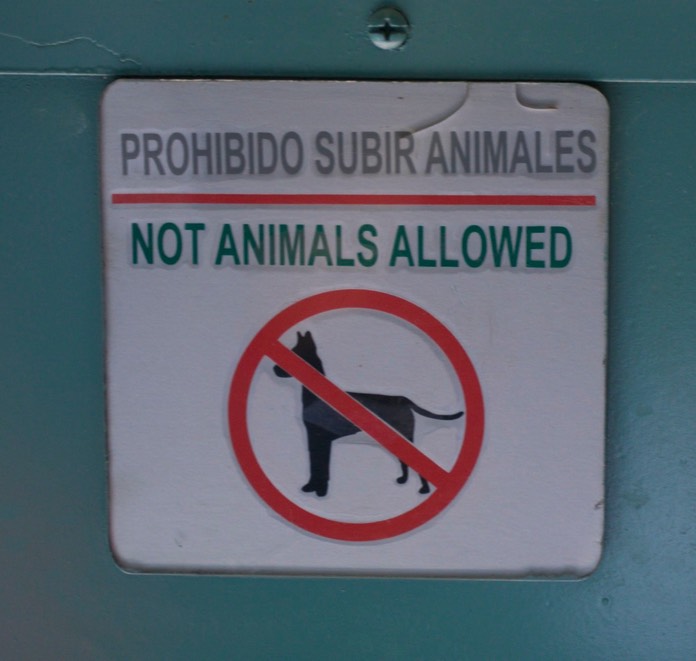 PROHIBIDO SUBIR ANIMALES
NOT ANIMALS ALLOWED